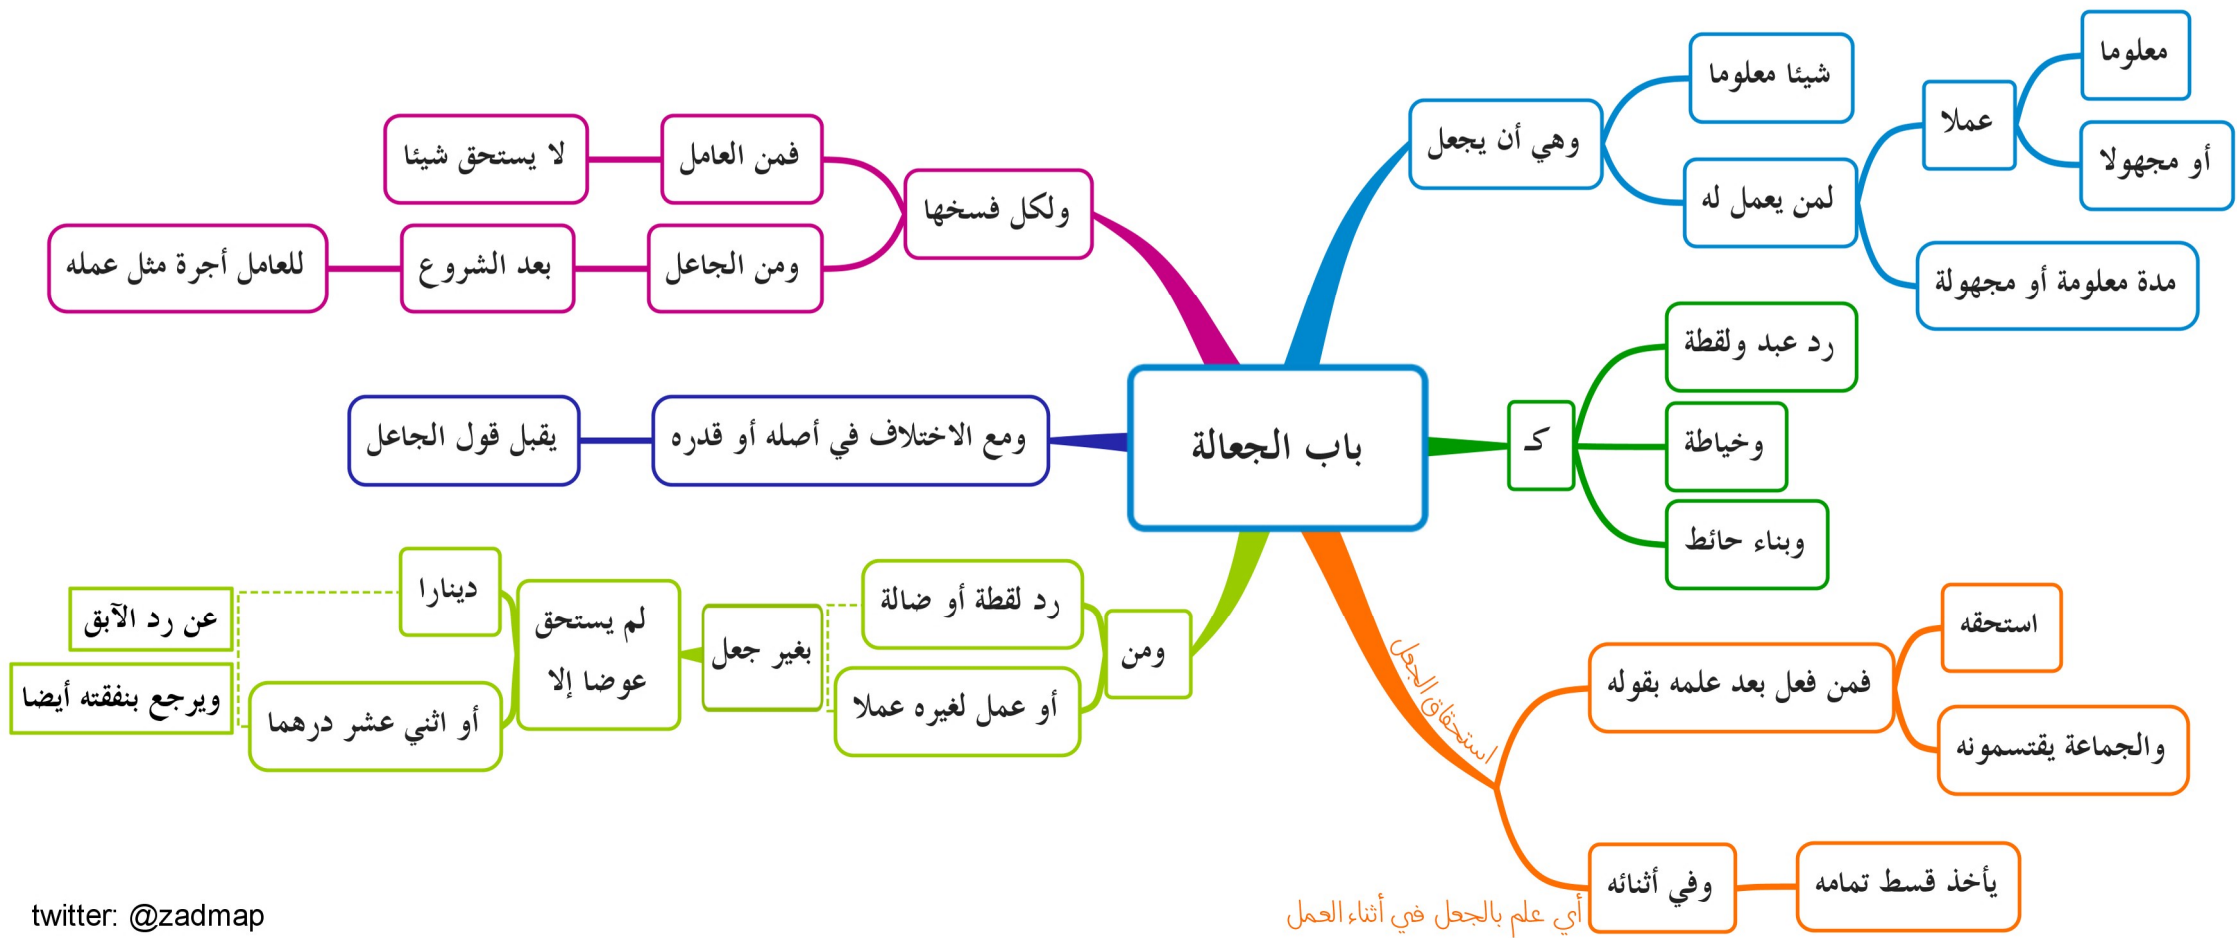 باب الجعالة
وهي أن يجعل
شيئا معلوما
لمن يعمل له
عملا
معلوما
أو مجهولا
مدة معلومة أو مجهولة
كـ
رد عبد ولقطة
وخياطة
وبناء حائط
استحقاق الجعل
فمن فعل بعد علمه بقوله
استحقه
والجماعة يقتسمونه
وفي أثنائه
أي علم بالجعل في أثناء العمل
يأخذ قسط تمامه
ولكل فسخها
فمن العامل
لا يستحق شيئا
ومن الجاعل
بعد الشروع
للعامل أجرة مثل عمله
ومع الاختلاف في أصله أو قدره
يقبل قول الجاعل
ومن
رد لقطة أو ضالة
أو عمل لغيره عملا
بغير جعل
لم يستحق
عوضا إلا
دينارا
أو اثني عشر درهما
عن رد الآبق
ويرجع بنفقته أيضا
twitter: @zadmap